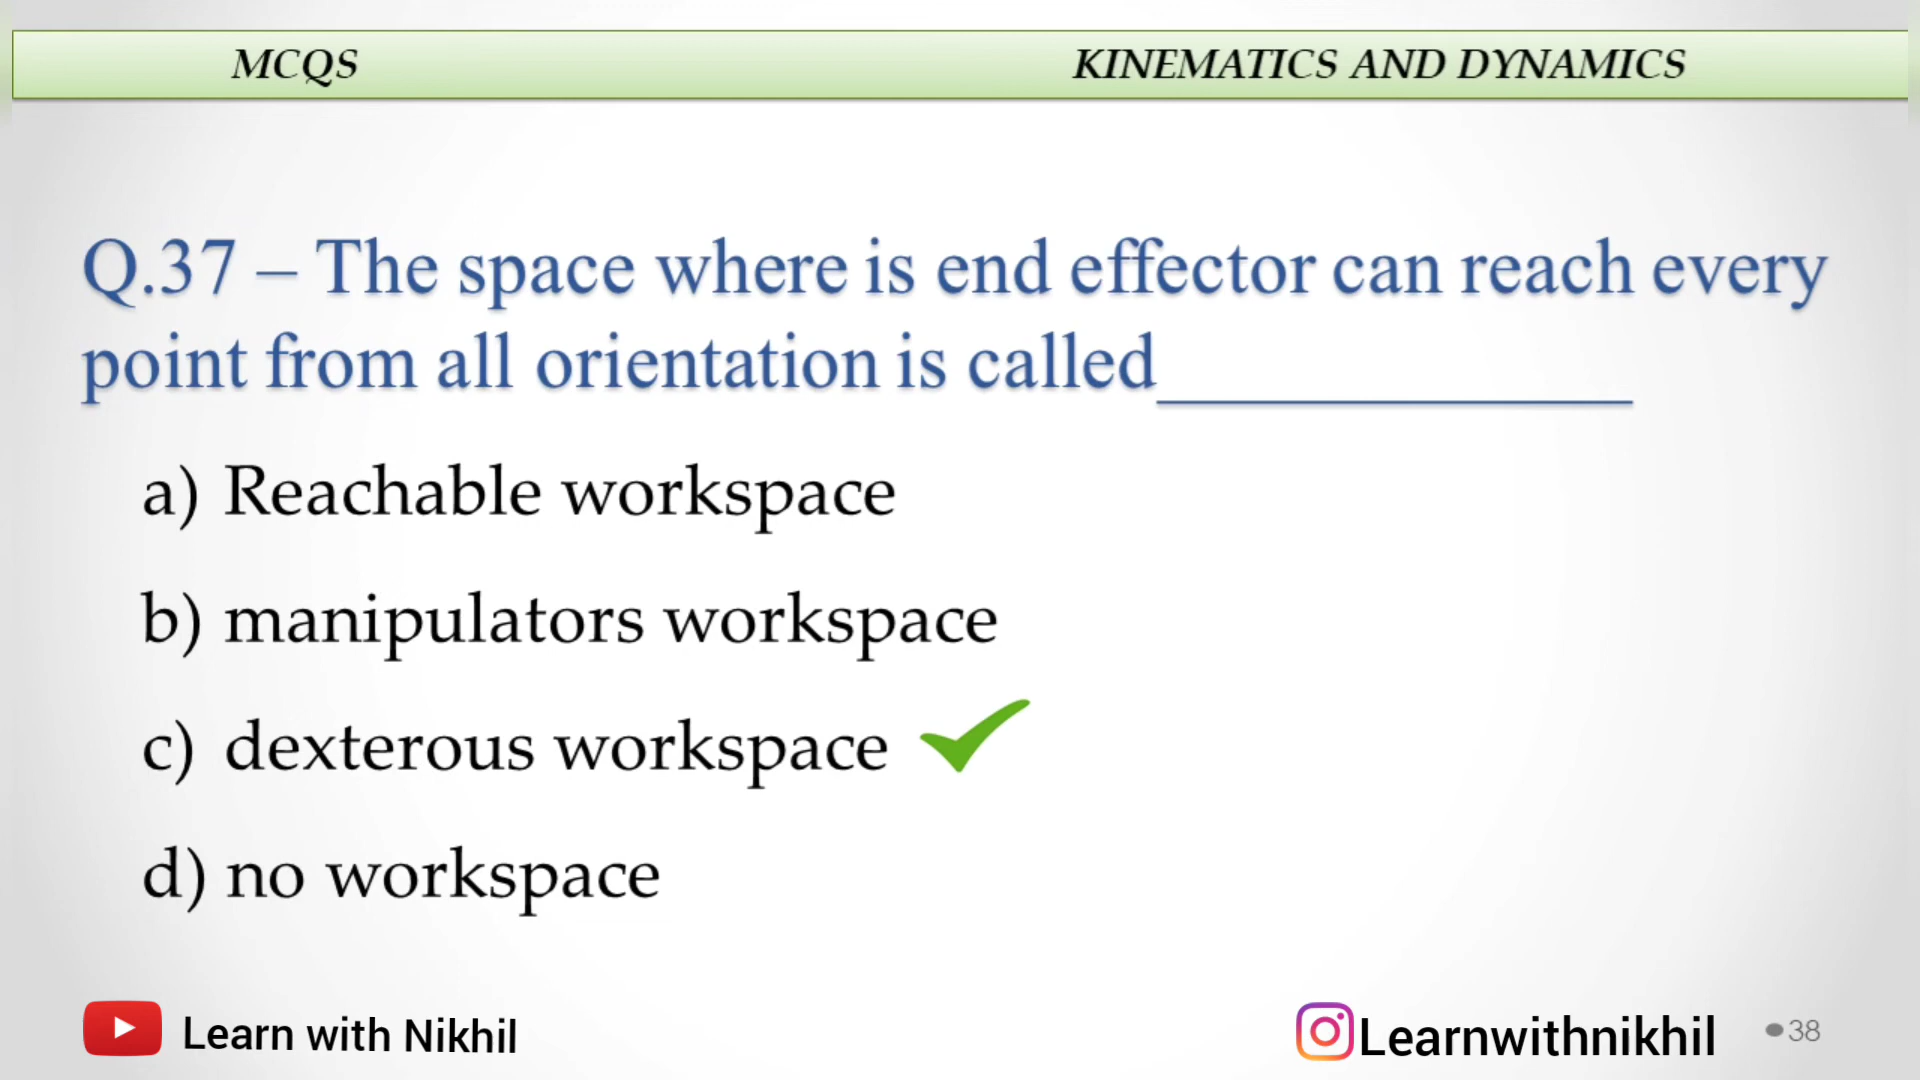 MCQS KINEMATICS AND DYNAMICS
Q.37 – The space where is end effector can reach every
point from all orientation is called_____________
a) Reachable workspace
b) manipulators workspace
c) dexterous workspace
d) no workspace
Learn with Nikhil Learnwithnikhil 38